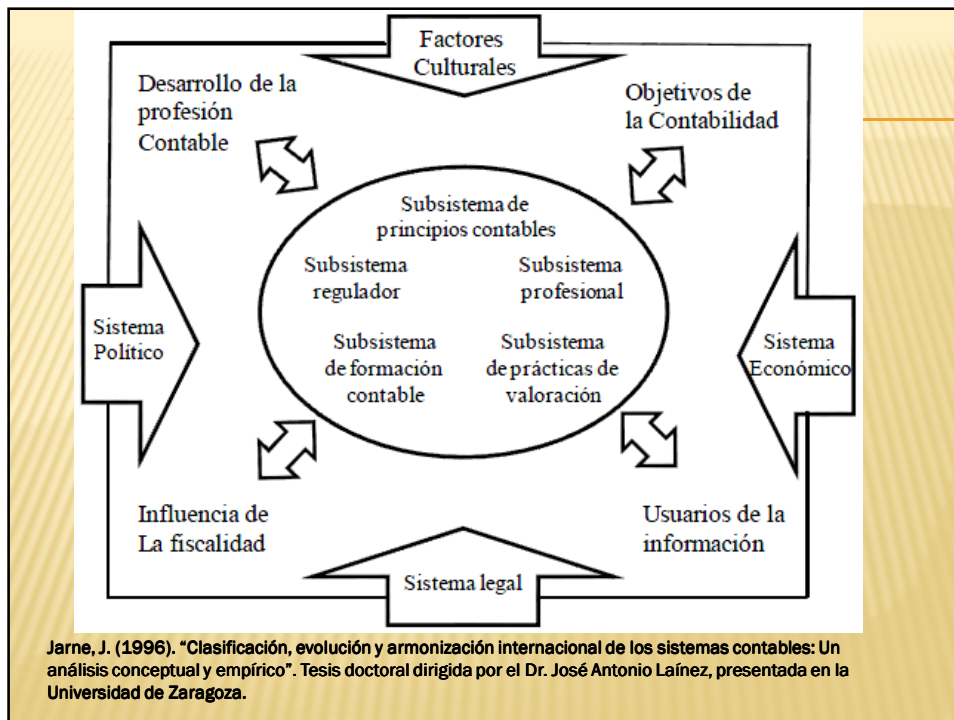 Factores
Culturales
Desarrollo de la
profesión
Contable
Objetivos de
la Contabilidad
Subsistema de
principios contables
Subsistema
regulador
Subsistema
profesional
Sistema
Político
Subsistema
de formación
contable
Subsistema
de prácticas de
valoración
Sistema
Económico
Influencia de
La fiscalidad
Usuarios de la
información
Sistema legal
Jarne, J. (1996). “Clasificación, evolución y armonización internacional de los sistemas contables: Un
análisis conceptual y empírico”. Tesis doctoral dirigida por el Dr. José Antonio Laínez, presentada en la
Universidad de Zaragoza.